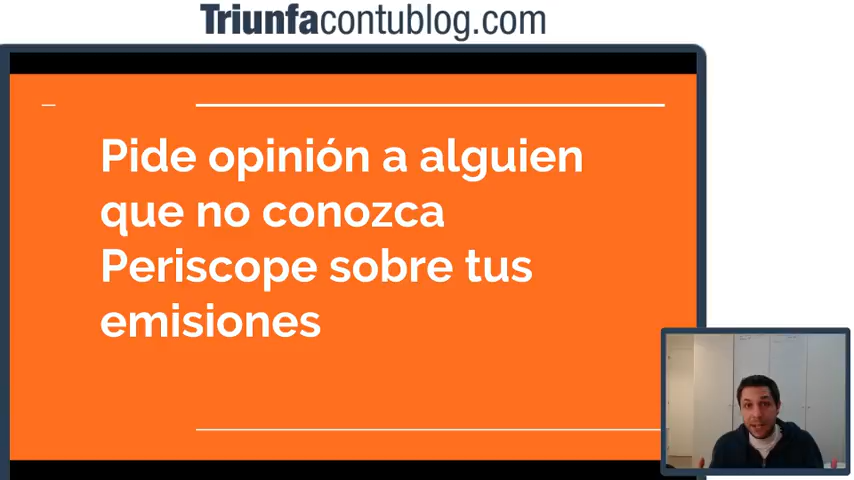 Triunfacontublog.com
Pide opinión a alguien
que no conozca
Periscope sobre tus
emisiones